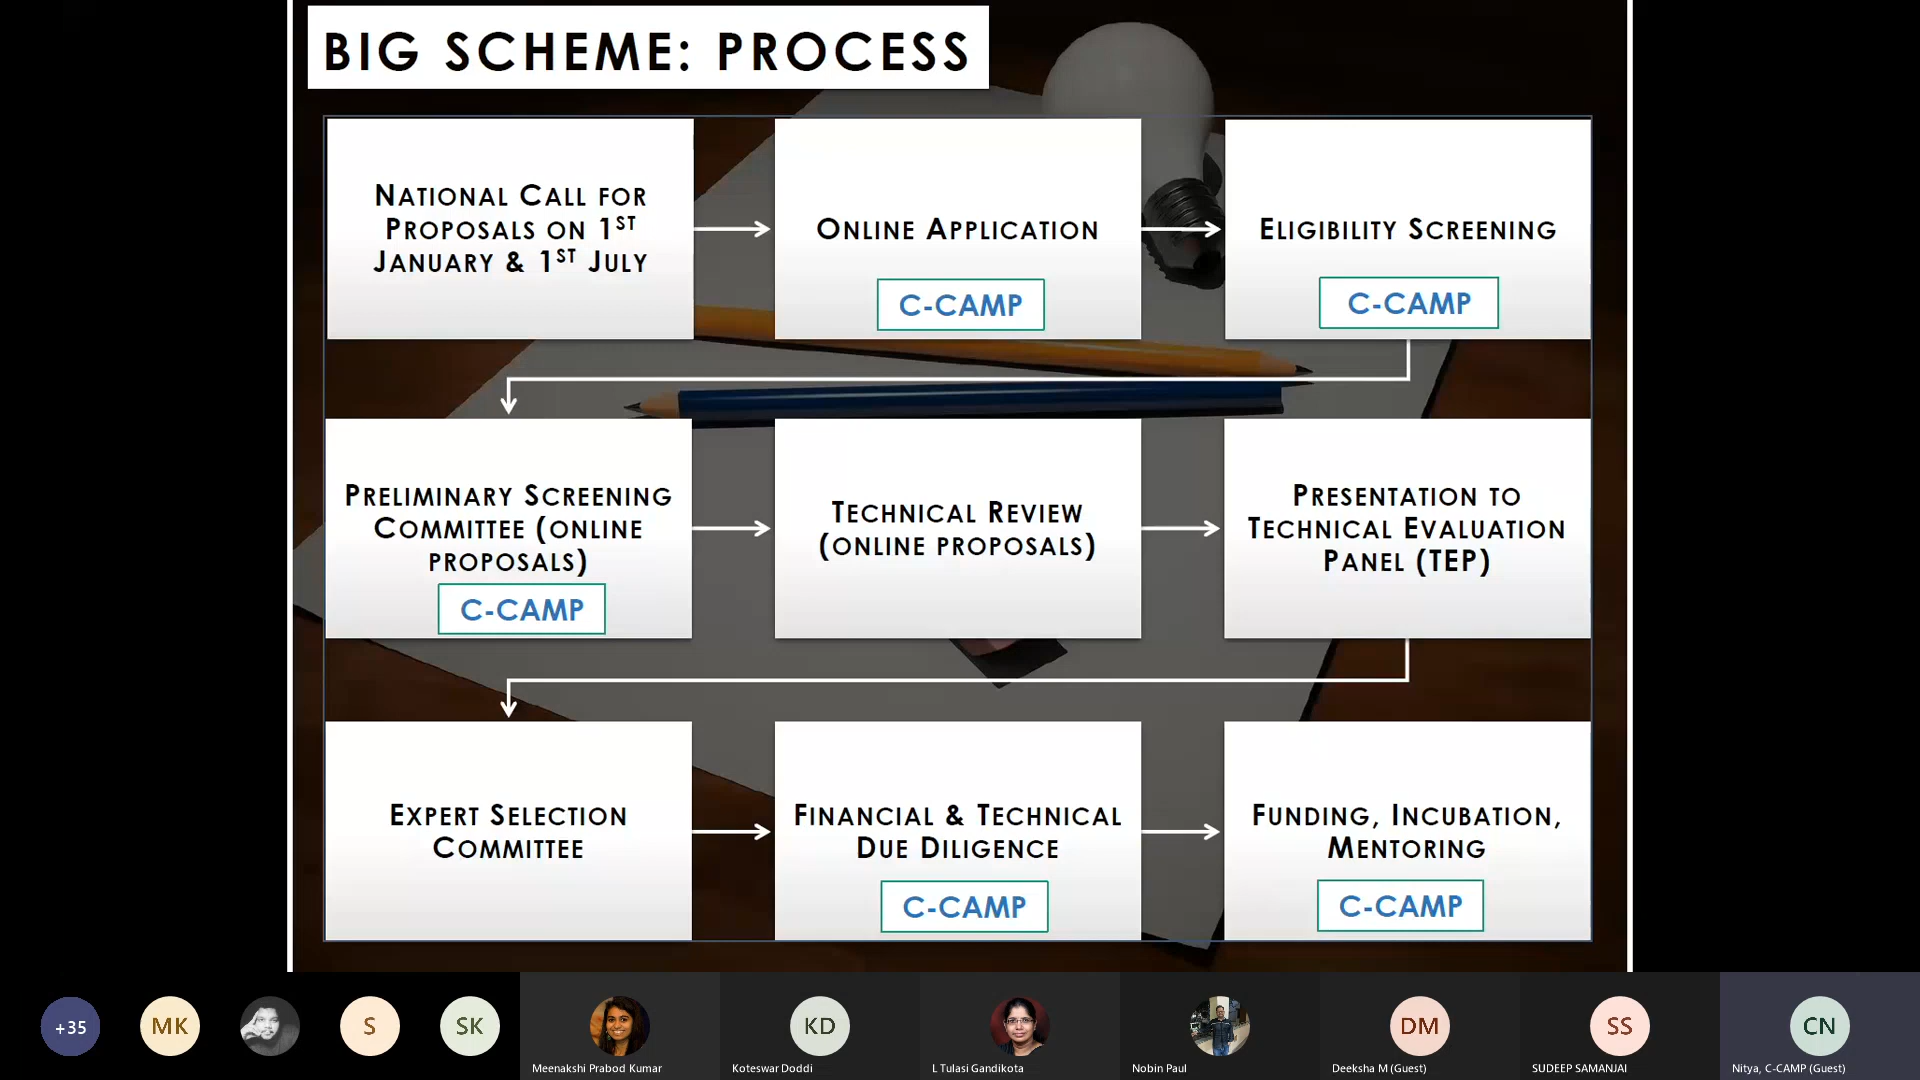 BIG SCHEME: PROCESS
NATIONAL CALL FOR
PROPOSALS ON 1ST
JANUARY & 1ST JULY
ONLINE APPLICATION
C-CAMP
ELIGIBILITY SCREENING
C-CAMP
PRELIMINARY SCREENING
COMMITTEE (ONLINE
PROPOSALS)
C-CAMP
TECHNICAL REVIEW
(ONLINE PROPOSALS)
PRESENTATION TO
TECHNICAL EVALUATION
PANEL (TEP)
EXPERT SELECTION
COMMITTEE
FINANCIAL & TECHNICAL
DUE DILIGENCE
C-CAMP
FUNDING, INCUBATION,
MENTORING
C-CAMP
+35
MK
S
SK
Meenakshi Prabod Kumar
KD
Koteswar Doddi
L Tulasi Gandikota
Nobin Paul
DM
Deeksha M (Guest)
SS
SUDEEP SAMANJAI
CN
Nitya, C-CAMP (Guest)